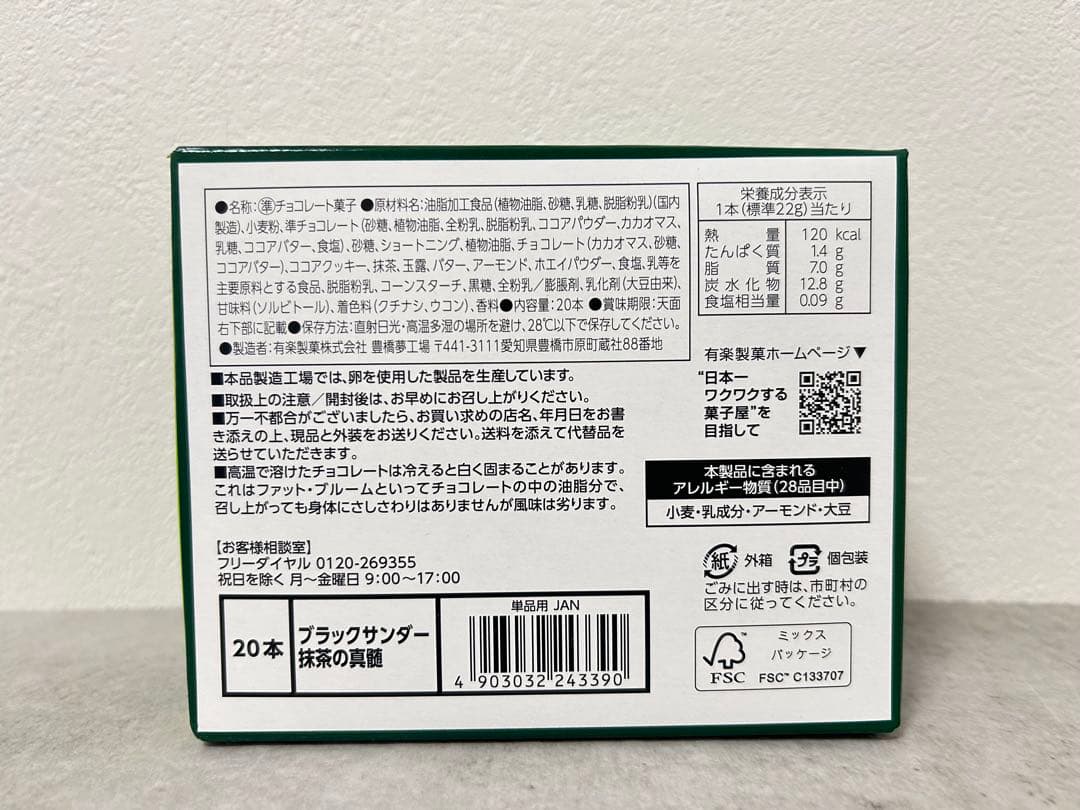 ●名称:㊜チョコレート菓子 ●原材料名:油脂加工食品(植物油脂、砂糖、乳糖、脱脂粉乳)(国内
製造)、小麦粉、準チョコレート(砂糖、植物油脂、全粉乳、脱脂粉乳、ココアパウダー、カカオマス、
乳糖、ココアバター、食塩)、砂糖、ショートニング、植物油脂、チョコレート(カカオマス、砂糖、
ココアバター)、ココアクッキー、抹茶、玉露、バター、アーモンド、ホエイパウダー、食塩、乳等を
主要原料とする食品、脱脂粉乳、コーンスターチ、黒糖、全粉乳/膨脹剤、乳化剤(大豆由来)、
甘味料(ソルビトール)、着色料(クチナシ、ウコン)、香料●内容量:20本 ●賞味期限:天面
右下部に記載●保存方法:直射日光・高温多湿の場所を避け、28℃以下で保存してください。
●製造者:有楽製菓株式会社 豊橋夢工場 〒441-3111愛知県豊橋市原町蔵社88番地
栄養成分表示
1本(標準22g)当たり
熱量 120 kcal
たんぱく質 1.4 g
脂質 7.0 g
炭水化物 12.8 g
食塩相当量 0.09 g
■本品製造工場では、卵を使用した製品を生産しています。
■取扱上の注意/開封後は、お早めにお召し上がりください。
■万一不都合がございましたら、お買い求めの店名、年月日をお書
き添えの上、現品と外装をお送りください。送料を添えて代替品を
送らせていただきます。
■高温で溶けたチョコレートは冷えると白く固まることがあります。
これはファット・ブルームといってチョコレートの中の油脂分で、
召し上がっても身体にさしさわりはありませんが風味は劣ります。
有楽製菓ホームページ▼
"日本一
ワクワクする
菓子屋"を
目指して
本製品に含まれる
アレルギー物質(28品目中)
小麦・乳成分・アーモンド・大豆
【お客様相談室】
フリーダイヤル 0120-269355
祝日を除く 月~金曜日 9:00~17:00
紙 外箱 プラ 個包装
ごみに出す時は、市町村の
区分に従ってください。
20本
ブラックサンダー
抹茶の真髄
単品用 JAN
4 903032 243390
FSC
ミックス
パッケージ
FSC™ C133707